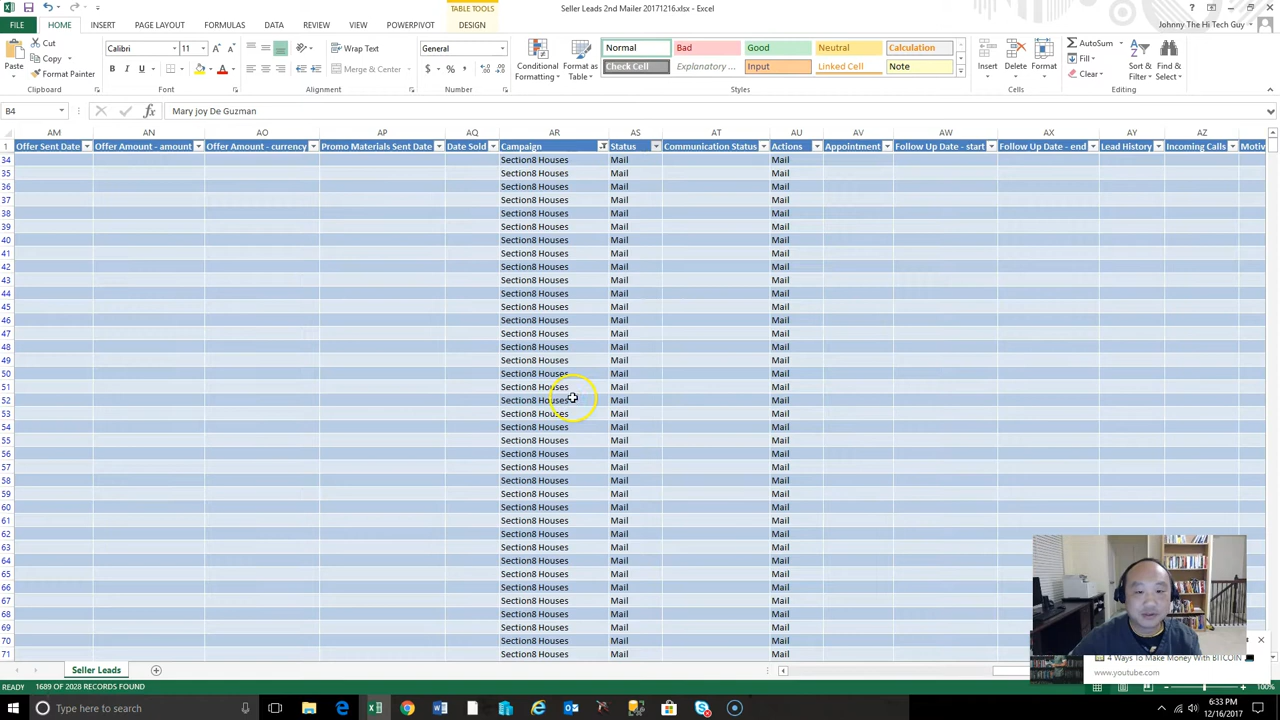 Seller Leads 2nd Mailer 20171216.xlsx - Excel
TABLE TOOLS
FILE HOME INSERT PAGE LAYOUT FORMULAS DATA REVIEW VIEW POWERPIVOT DESIGN
Johnny The Hi Tech Guy
Paste Cut Copy Format Painter
Calibri 11
B I U
Wrap Text
Merge & Center
General
$ % ,
Conditional Formatting Format as Table
Normal Bad Good Neutral Calculation
Check Cell Explanatory ... Input Linked Cell Note
Insert Delete Format
AutoSum Fill Clear
Sort & Filter Find & Select
Clipboard Font Alignment Number Styles Cells Editing
B4 fx Mary joy De Guzman
AM AN AO AP AQ AR AS AT AU AV AW AX AY AZ
1 Offer Sent Date Offer Amount - amount Offer Amount - currency Promo Materials Sent Date Date Sold Campaign Status Communication Status Actions Appointment Follow Up Date - start Follow Up Date - end Lead History Incoming Calls Motiv
34 Section8 Houses Mail Mail
35 Section8 Houses Mail Mail
36 Section8 Houses Mail Mail
37 Section8 Houses Mail Mail
38 Section8 Houses Mail Mail
39 Section8 Houses Mail Mail
40 Section8 Houses Mail Mail
41 Section8 Houses Mail Mail
42 Section8 Houses Mail Mail
43 Section8 Houses Mail Mail
44 Section8 Houses Mail Mail
45 Section8 Houses Mail Mail
46 Section8 Houses Mail Mail
47 Section8 Houses Mail Mail
48 Section8 Houses Mail Mail
49 Section8 Houses Mail Mail
50 Section8 Houses Mail Mail
51 Section8 Houses Mail Mail
52 Section8 Houses Mail Mail
53 Section8 Houses Mail Mail
54 Section8 Houses Mail Mail
55 Section8 Houses Mail Mail
56 Section8 Houses Mail Mail
57 Section8 Houses Mail Mail
58 Section8 Houses Mail Mail
59 Section8 Houses Mail Mail
60 Section8 Houses Mail Mail
61 Section8 Houses Mail Mail
62 Section8 Houses Mail Mail
63 Section8 Houses Mail Mail
64 Section8 Houses Mail Mail
65 Section8 Houses Mail Mail
66 Section8 Houses Mail Mail
67 Section8 Houses Mail Mail
68 Section8 Houses Mail Mail
69 Section8 Houses Mail Mail
70 Section8 Houses Mail Mail
71 Section8 Houses Mail Mail
4 Ways To Make Money With BITCOIN
www.youtube.com
Seller Leads
READY 1689 OF 2028 RECORDS FOUND
100%
Type here to search
6:33 PM
12/16/2017